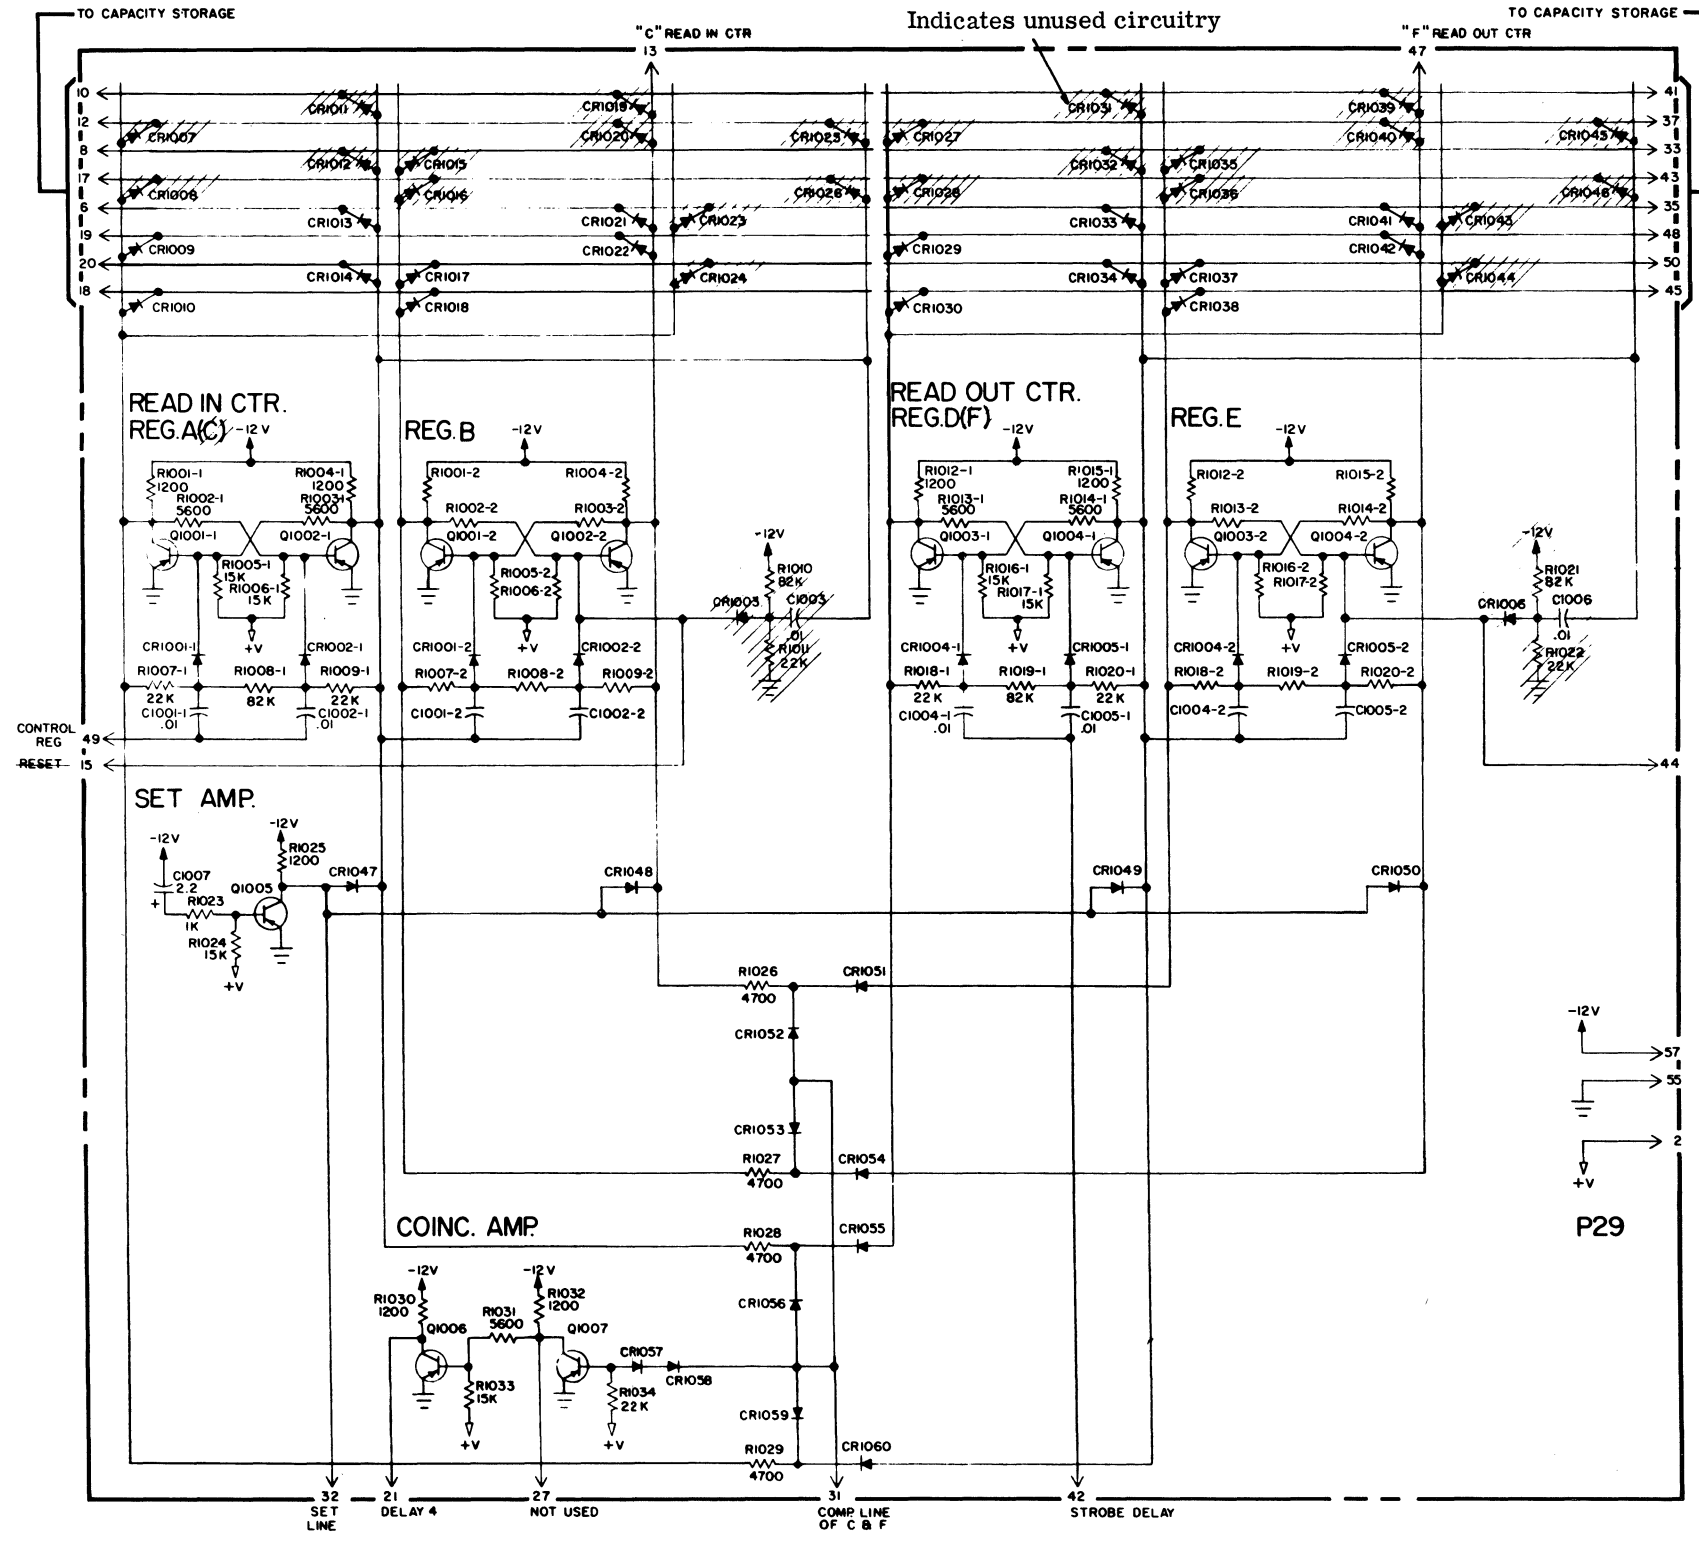 TO CAPACITY STORAGE
Indicates unused circuitry
TO CAPACITY STORAGE
"C" READ IN CTR
13
"F" READ OUT CTR
47
10
CR1011
CR1019
CR1031
CR1039
41
12
CR1007
CR1020
CR1025
CR1027
CR1040
CR1045
37
8
CR1012
CR1015
CR1032
CR1035
33
17
CR1008
CR1016
CR1026
CR1028
CR1036
CR1046
43
6
CR1013
CR1021
CR1023
CR1033
CR1041
CR1043
35
19
CR1009
CR1022
CR1029
CR1042
48
20
CR1014
CR1017
CR1024
CR1034
CR1037
CR1044
50
18
CR1010
CR1018
CR1030
CR1038
45
READ IN CTR.
REG.A(C)
-12V
REG.B
-12V
READ OUT CTR.
REG.D(F)
-12V
REG.E
-12V
R1001-1
1200
R1004-1
1200
R1002-1
5600
R1003-1
5600
Q1001-1
Q1002-1
R1005-1
15K
R1006-1
15K
+V
CR1001-1
CR1002-1
R1007-1
22K
R1008-1
82K
R1009-1
22K
C1001-1
.01
C1002-1
.01
R1001-2
R1004-2
R1002-2
R1003-2
Q1001-2
Q1002-2
R1005-2
R1006-2
+V
CR1001-2
CR1002-2
R1007-2
R1008-2
R1009-2
C1001-2
C1002-2
-12V
R1010
82K
CR1003
C1003
.01
R1011
22K
R1012-1
1200
R1015-1
1200
R1013-1
5600
R1014-1
5600
Q1003-1
Q1004-1
R1016-1
15K
R1017-1
15K
+V
CR1004-1
CR1005-1
R1018-1
22K
R1019-1
82K
R1020-1
22K
C1004-1
.01
C1005-1
.01
R1012-2
R1015-2
R1013-2
R1014-2
Q1003-2
Q1004-2
R1016-2
R1017-2
+V
CR1004-2
CR1005-2
R1018-2
R1019-2
R1020-2
C1004-2
C1005-2
-12V
R1021
82K
CR1006
C1006
.01
R1022
22K
CONTROL
REG
49
RESET
15
44
SET AMP.
-12V
C1007
2.2
+
R1023
1K
R1024
15K
+V
Q1005
-12V
R1025
1200
CR1047
CR1048
CR1049
CR1050
R1026
4700
CR1051
CR1052
CR1053
R1027
4700
CR1054
-12V
57
55
2
+V
P29
COINC. AMP.
R1028
4700
CR1055
CR1056
-12V
R1030
1200
Q1006
R1031
5600
-12V
R1032
1200
Q1007
R1033
15K
+V
CR1057
CR1058
R1034
22K
+V
CR1059
R1029
4700
CR1060
32
SET
LINE
21
DELAY 4
27
NOT USED
31
COMP. LINE
OF C & F
42
STROBE DELAY